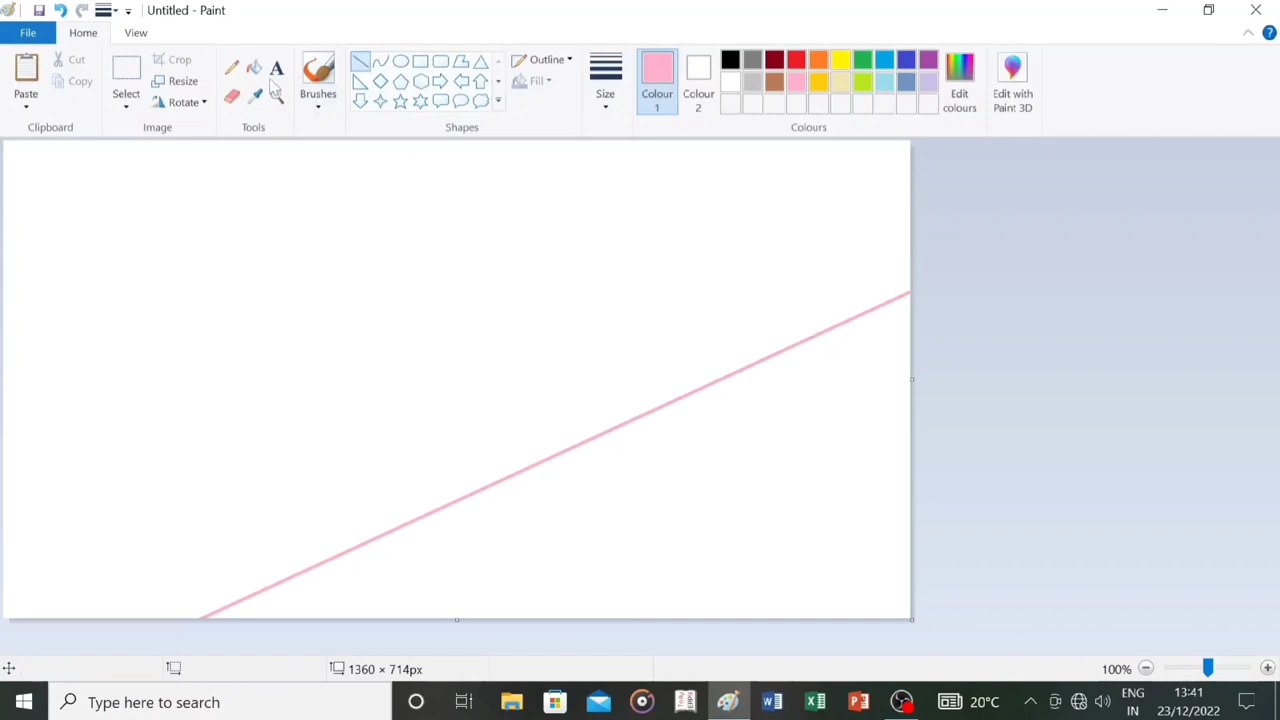 Untitled - Paint
File Home View
Paste
Cut
Copy
Clipboard
Select
Crop
Resize
Rotate
Image
A
Tools
Brushes
Outline
Fill
Shapes
Size
Colour 1
Colour 2
Edit colours
Colours
Edit with Paint 3D
1360 × 714px
100%
Type here to search
20°C
ENG
IN
13:41
23/12/2022